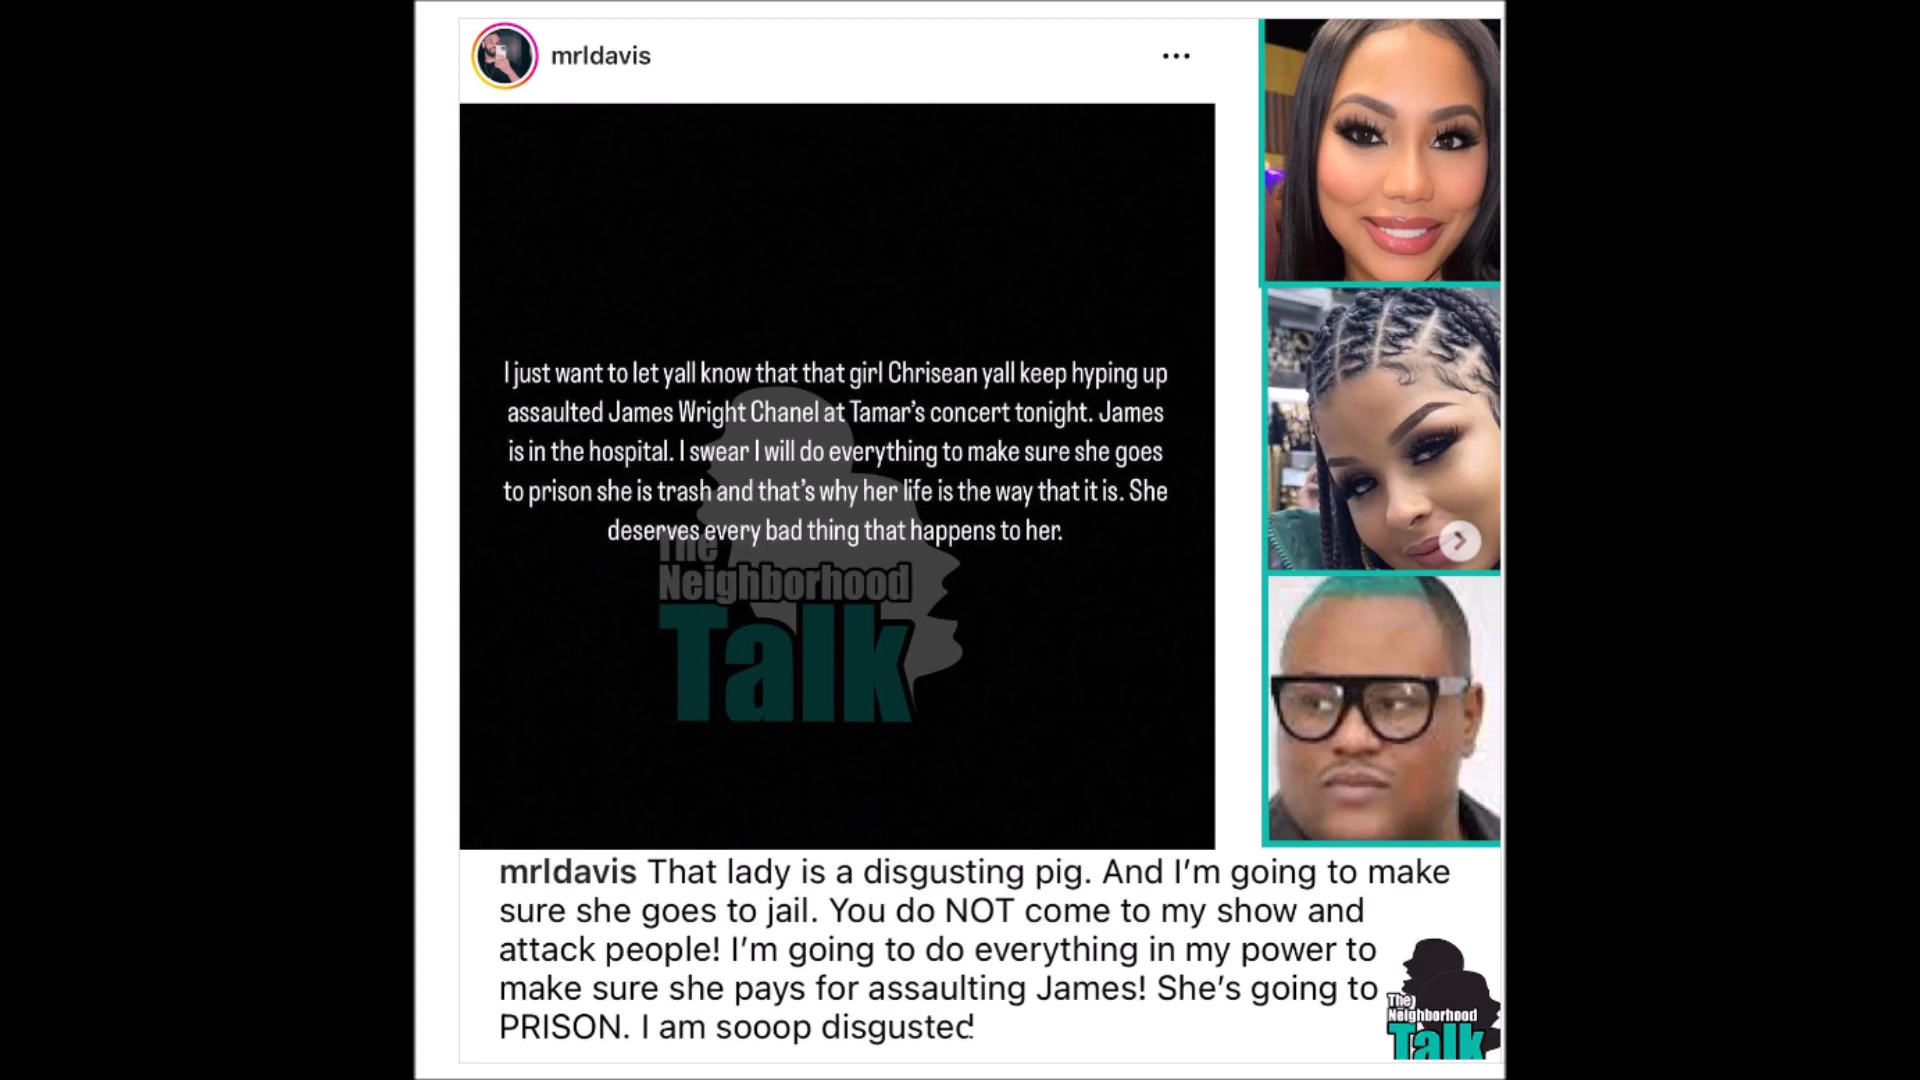 mrldavis
I just want to let yall know that that girl Chrisean yall keep hyping up
assaulted James Wright Chanel at Tamar's concert tonight. James
is in the hospital. I swear I will do everything to make sure she goes
to prison she is trash and that's why her life is the way that it is. She
deserves every bad thing that happens to her.
The
Neighborhood
Talk
mrldavis That lady is a disgusting pig. And I'm going to make
sure she goes to jail. You do NOT come to my show and
attack people! I'm going to do everything in my power to
make sure she pays for assaulting James! She's going to
PRISON. I am sooop disgusted!
The
Neighborhood
Talk